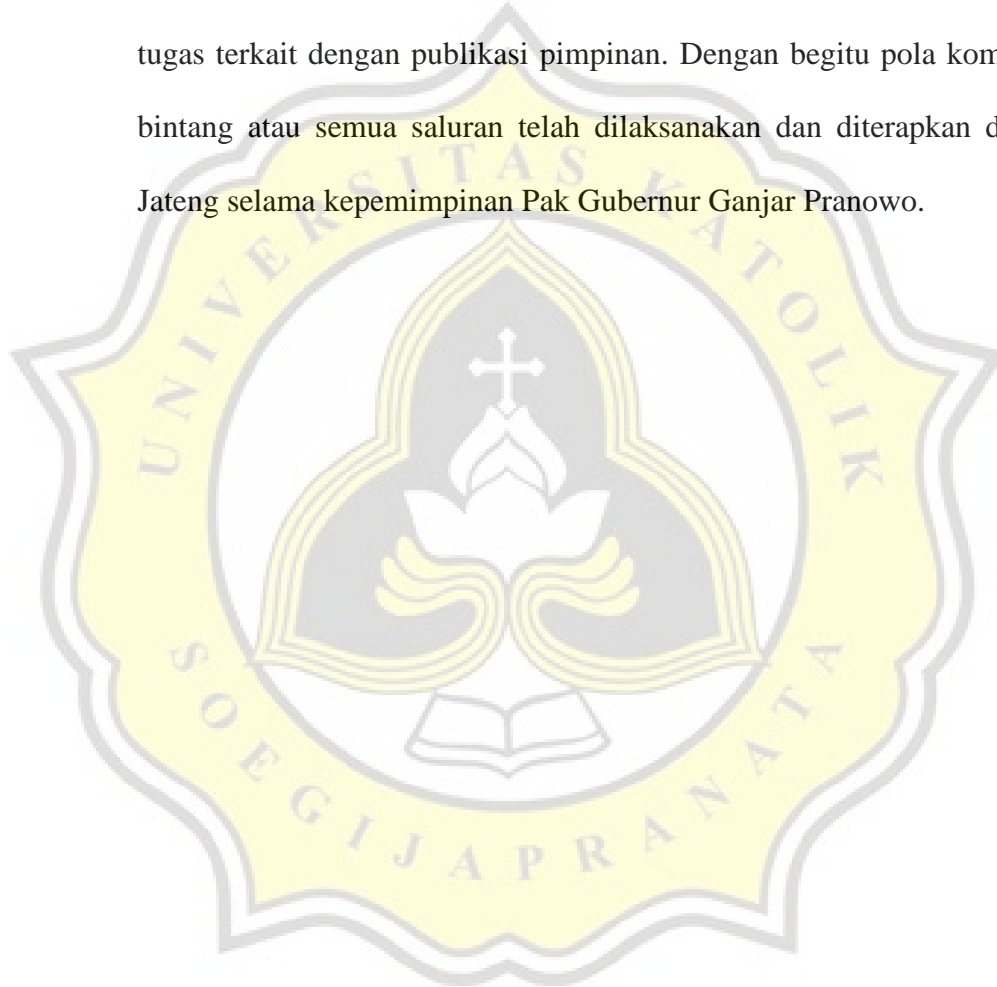 tugas terkait dengan publikasi pimpinan. Dengan begitu pola kom
bintang atau semua saluran telah dilaksanakan dan diterapkan d
Jateng selama kepemimpinan Pak Gubernur Ganjar Pranowo.
UNIVERSITAS KATOLIK
SOEGIJAPRANATA